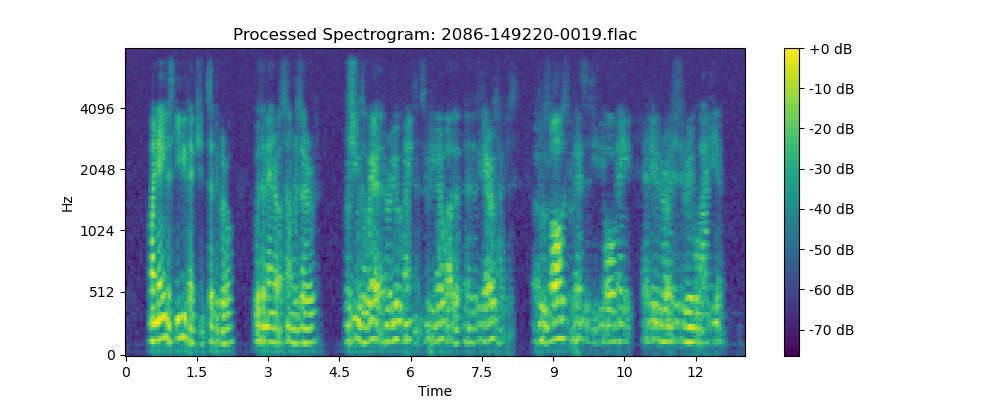 Processed Spectrogram: 2086-149220-0019.flac
Hz
4096
2048
1024
512
0
0 1.5 3 4.5 6 7.5 9 10 12
Time
+0 dB
-10 dB
-20 dB
-30 dB
-40 dB
-50 dB
-60 dB
-70 dB